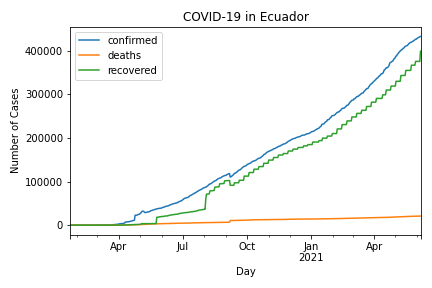 COVID-19 in Ecuador
confirmed
deaths
recovered
Number of Cases
400000
300000
200000
100000
0
Apr
Jul
Oct
Jan
2021
Apr
Day